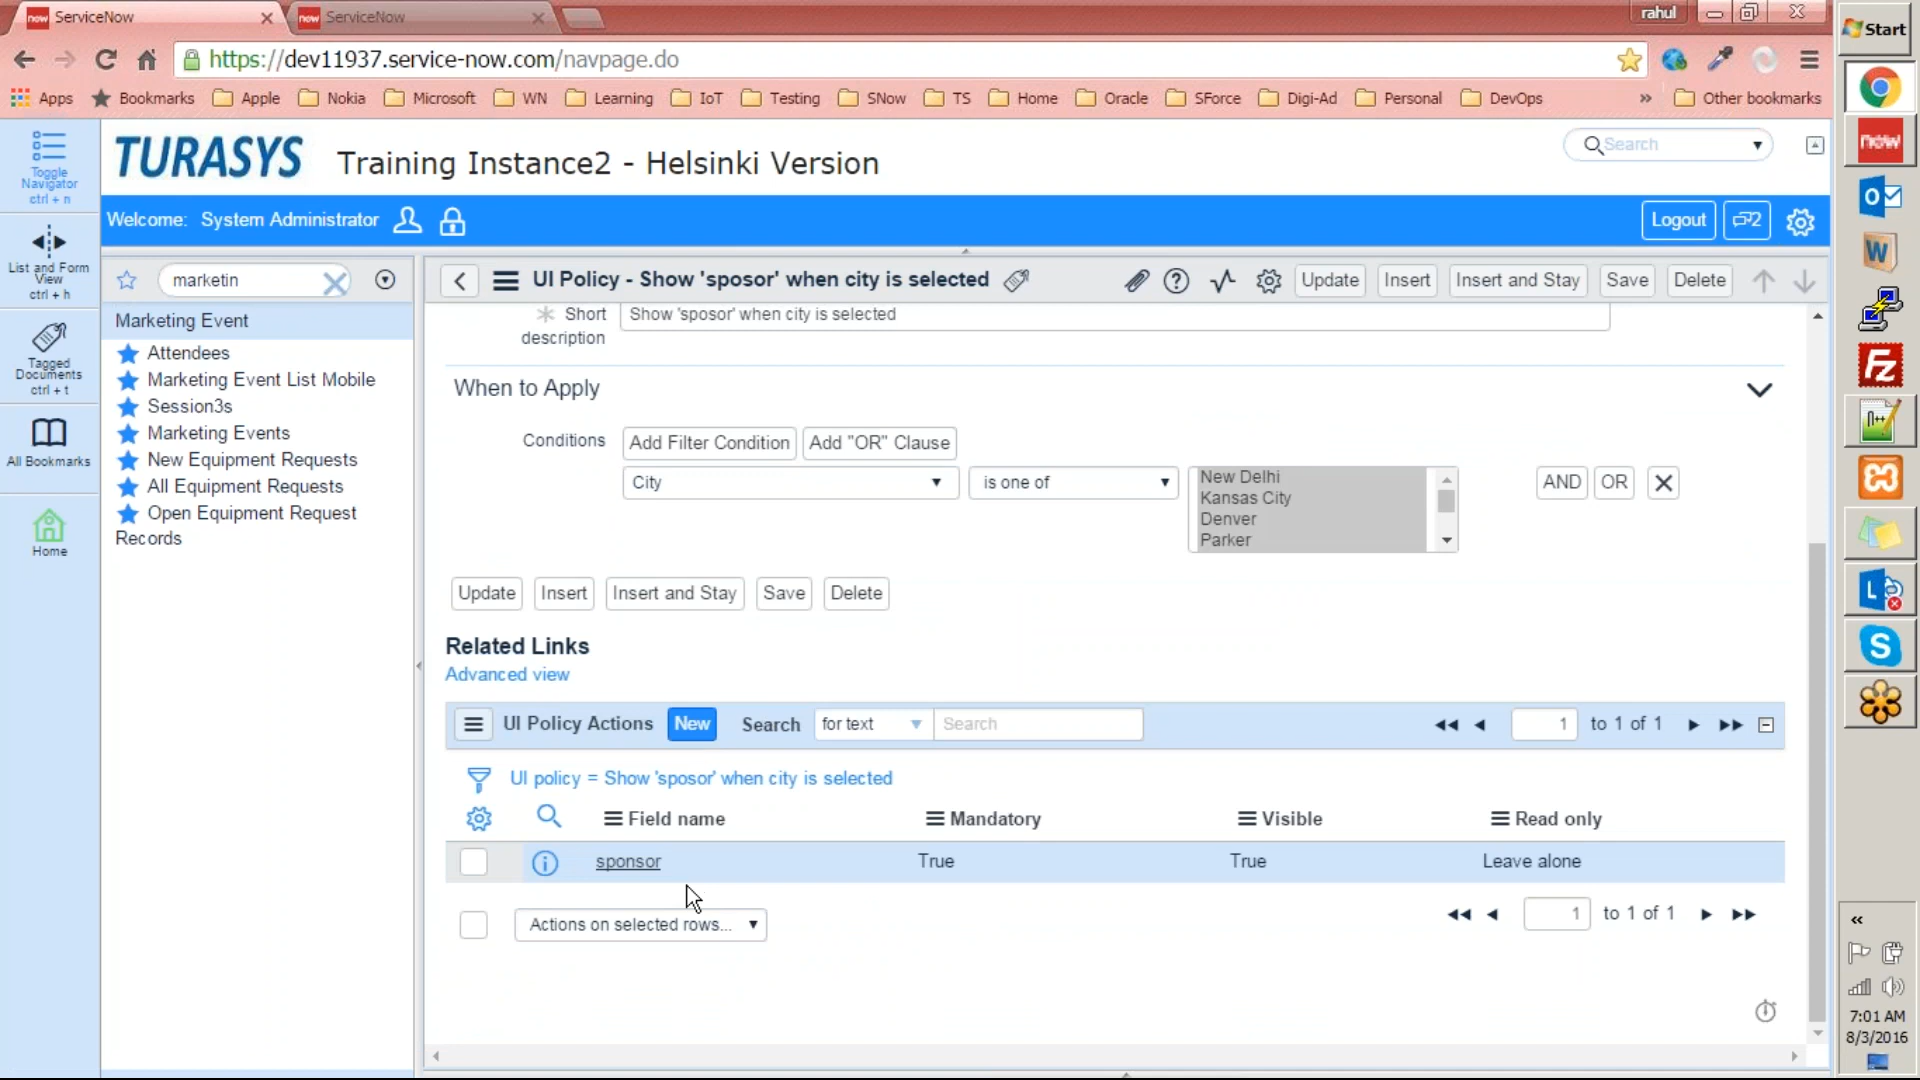 ServiceNow
ServiceNow
rahul
Start
https://dev11937.service-now.com/navpage.do
Apps Bookmarks Apple Nokia Microsoft WN Learning IoT Testing SNow TS Home Oracle SForce Digi-Ad Personal DevOps » Other bookmarks
TURASYS Training Instance2 - Helsinki Version
Search
Toggle
Navigator
ctrl + n
Welcome: System Administrator
Logout
2
List and Form
View
ctrl + h
marketin
UI Policy - Show 'sposor' when city is selected
Update Insert Insert and Stay Save Delete
Marketing Event
Attendees
Marketing Event List Mobile
Session3s
Marketing Events
New Equipment Requests
All Equipment Requests
Open Equipment Request
Records
Tagged
Documents
ctrl + t
All Bookmarks
Home
Short
description
Show 'sposor' when city is selected
When to Apply
Conditions
Add Filter Condition Add "OR" Clause
City is one of
New Delhi
Kansas City
Denver
Parker
AND OR
Update Insert Insert and Stay Save Delete
Related Links
Advanced view
UI Policy Actions New Search for text Search 1 to 1 of 1
UI policy = Show 'sposor' when city is selected
Field name Mandatory Visible Read only
sponsor True True Leave alone
Actions on selected rows... 1 to 1 of 1
now
now
now
7:01 AM
8/3/2016